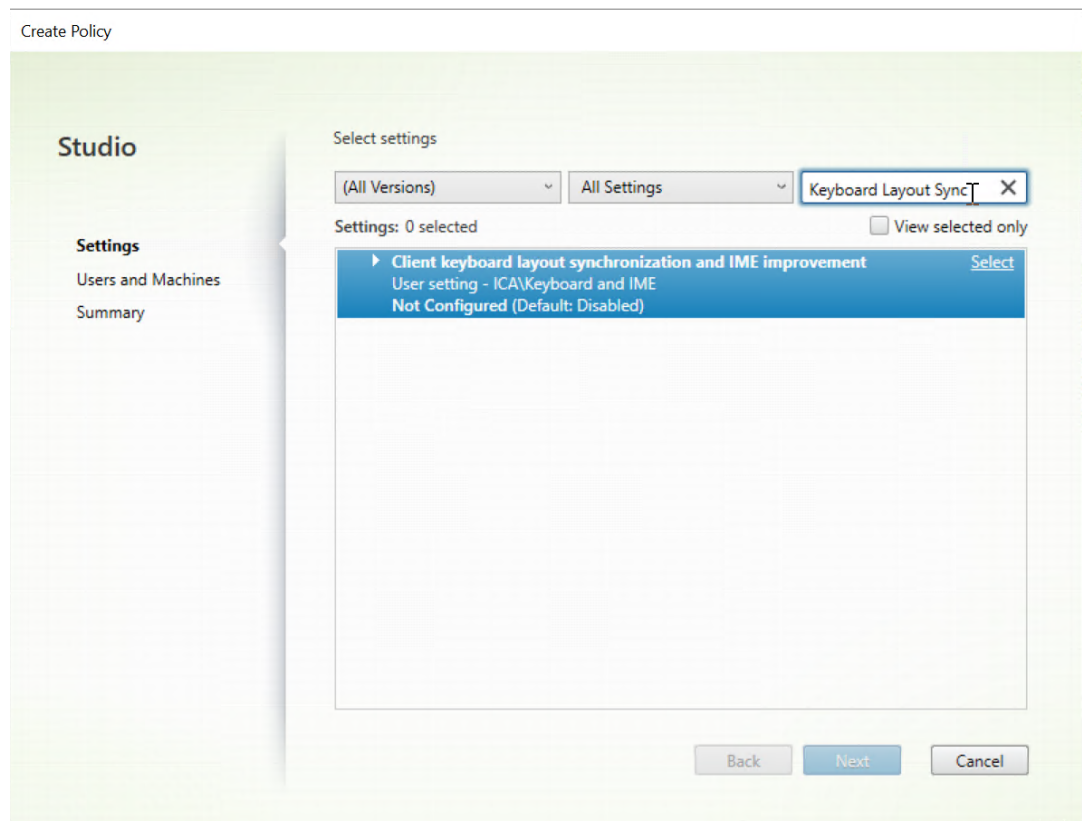 Create Policy
Studio
Settings
Users and Machines
Summary
Select settings
(All Versions)
All Settings
Keyboard Layout Sync
Settings: 0 selected
View selected only
Client keyboard layout synchronization and IME improvement
Select
User setting - ICA\Keyboard and IME
Not Configured (Default: Disabled)
Back
Next
Cancel